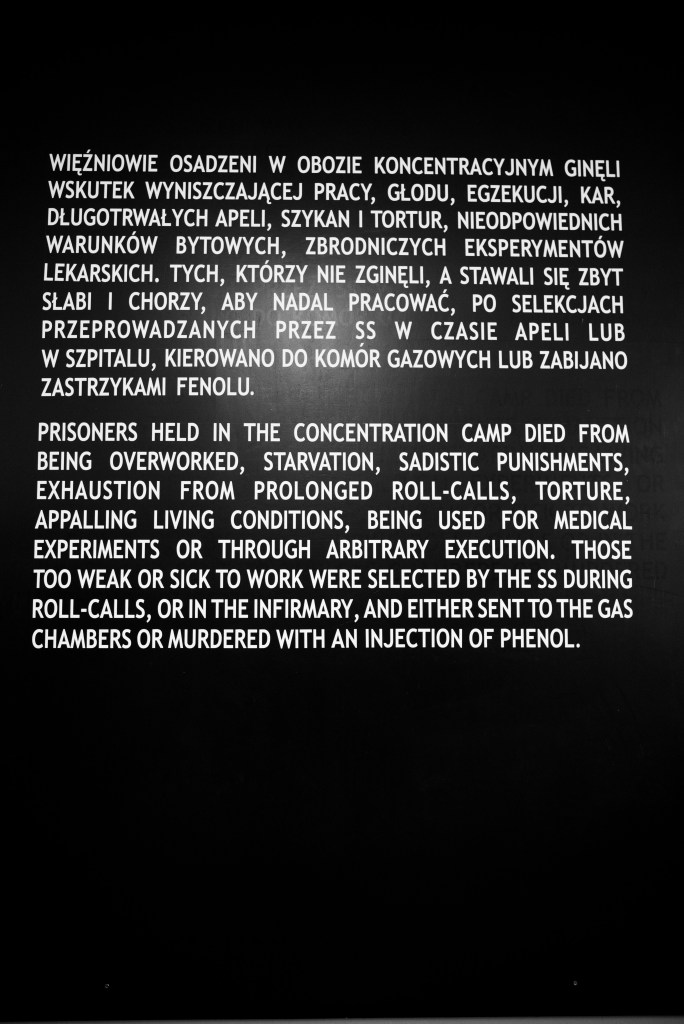 WIĘŹNIOWIE OSADZENI W OBOZIE KONCENTRACYJNYM GINĘLI
WSKUTEK WYNISZCZAJĄCEJ PRACY, GŁODU, EGZEKUCJI, KAR,
DŁUGOTRWAŁYCH APELI, SZYKAN I TORTUR, NIEODPOWIEDNICH
WARUNKÓW BYTOWYCH, ZBRODNICZYCH EKSPERYMENTÓW
LEKARSKICH. TYCH, KTÓRZY NIE ZGINĘLI, A STAWALI SIĘ ZBYT
SŁABI I CHORZY, ABY NADAL PRACOWAĆ, PO SELEKCJACH
PRZEPROWADZANYCH PRZEZ SS W CZASIE APELI LUB
W SZPITALU, KIEROWANO DO KOMÓR GAZOWYCH LUB ZABIJANO
ZASTRZYKAMI FENOLU.
PRISONERS HELD IN THE CONCENTRATION CAMP DIED FROM
BEING OVERWORKED, STARVATION, SADISTIC PUNISHMENTS,
EXHAUSTION FROM PROLONGED ROLL-CALLS, TORTURE,
APPALLING LIVING CONDITIONS, BEING USED FOR MEDICAL
EXPERIMENTS OR THROUGH ARBITRARY EXECUTION. THOSE
TOO WEAK OR SICK TO WORK WERE SELECTED BY THE SS DURING
ROLL-CALLS, OR IN THE INFIRMARY, AND EITHER SENT TO THE GAS
CHAMBERS OR MURDERED WITH AN INJECTION OF PHENOL.